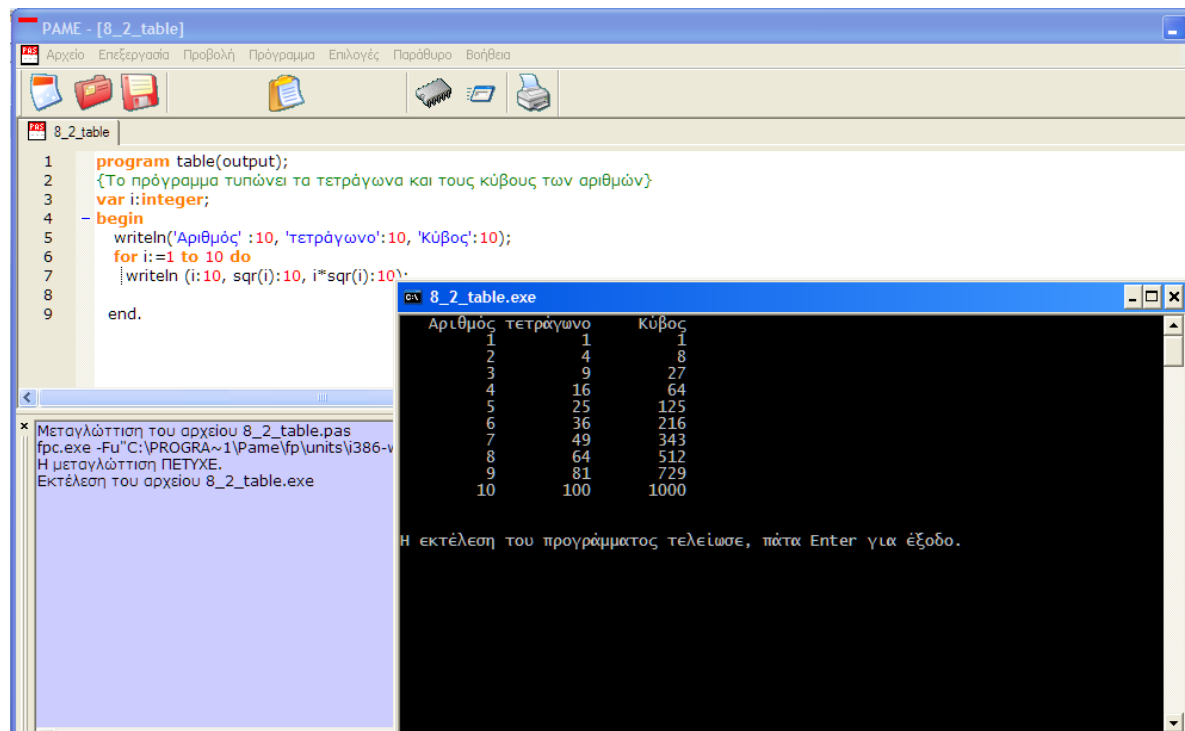 PAME - [8_2_table]
Αρχείο Επεξεργασία Προβολή Πρόγραμμα Επιλογές Παράθυρο Βοήθεια
8_2_table
1 program table(output);
2 {Το πρόγραμμα τυπώνει τα τετράγωνα και τους κύβους των αριθμών}
3 var i:integer;
4 begin
5 writeln('Αριθμός' :10, 'τετράγωνο':10, 'Κύβος':10);
6 for i:=1 to 10 do
7 writeln (i:10, sqr(i):10, i*sqr(i):10);
8
9 end.
Μεταγλώττιση του αρχείου 8_2_table.pas
fpc.exe -Fu"C:\PROGRA~1\Pame\fp\units\i386-
Η μεταγλώττιση ΠΕΤΥΧΕ.
Εκτέλεση του αρχείου 8_2_table.exe
8_2_table.exe
Αριθμός τετράγωνο Κύβος
1 1 1
2 4 8
3 9 27
4 16 64
5 25 125
6 36 216
7 49 343
8 64 512
9 81 729
10 100 1000
Η εκτέλεση του προγράμματος τελείωσε, πάτα Enter για έξοδο.